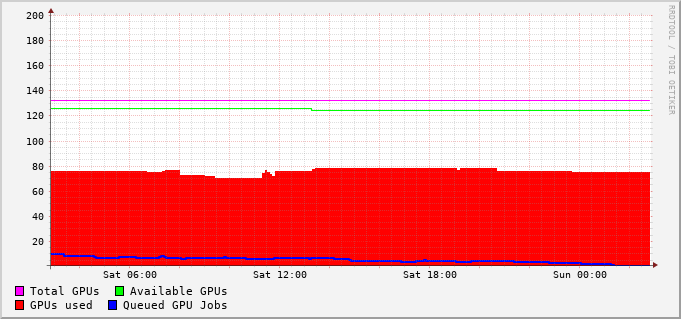 200
180
160
140
120
100
80
60
40
20
Sat 06:00 Sat 12:00 Sat 18:00 Sun 00:00
Total GPUs Available GPUs
GPUs used Queued GPU Jobs
RRDTOOL / TOBI OETIKER